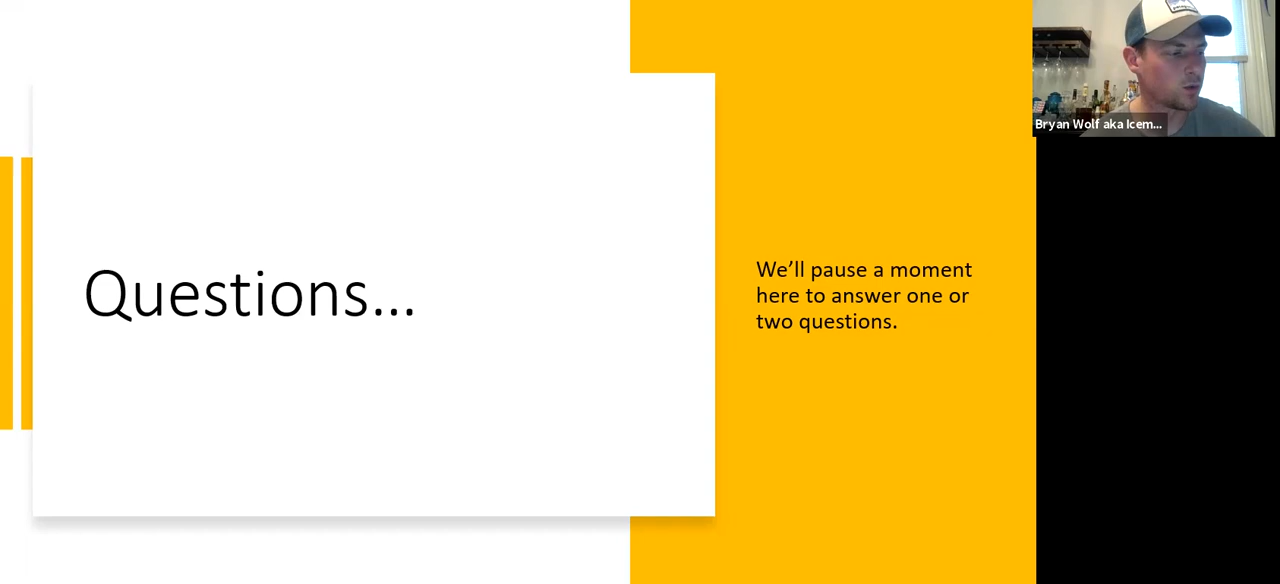 Questions...
We'll pause a moment
here to answer one or
two questions.
Bryan Wolf aka Icem...